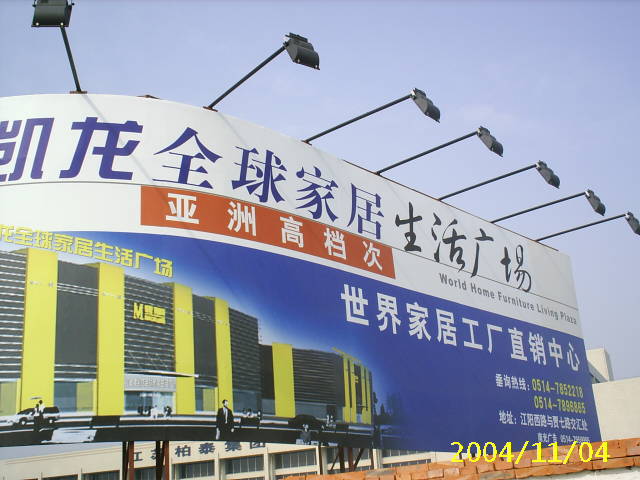 凯龙全球家居生活广场
World Home Furniture Living Plaza
亚洲高档次
龙全球家居生活广场
世界家居工厂直销中心
垂询热线：0514-7852218
0514-7898885
地址：江阳西路与贾七路交汇处
柏泰集团
2004/11/04